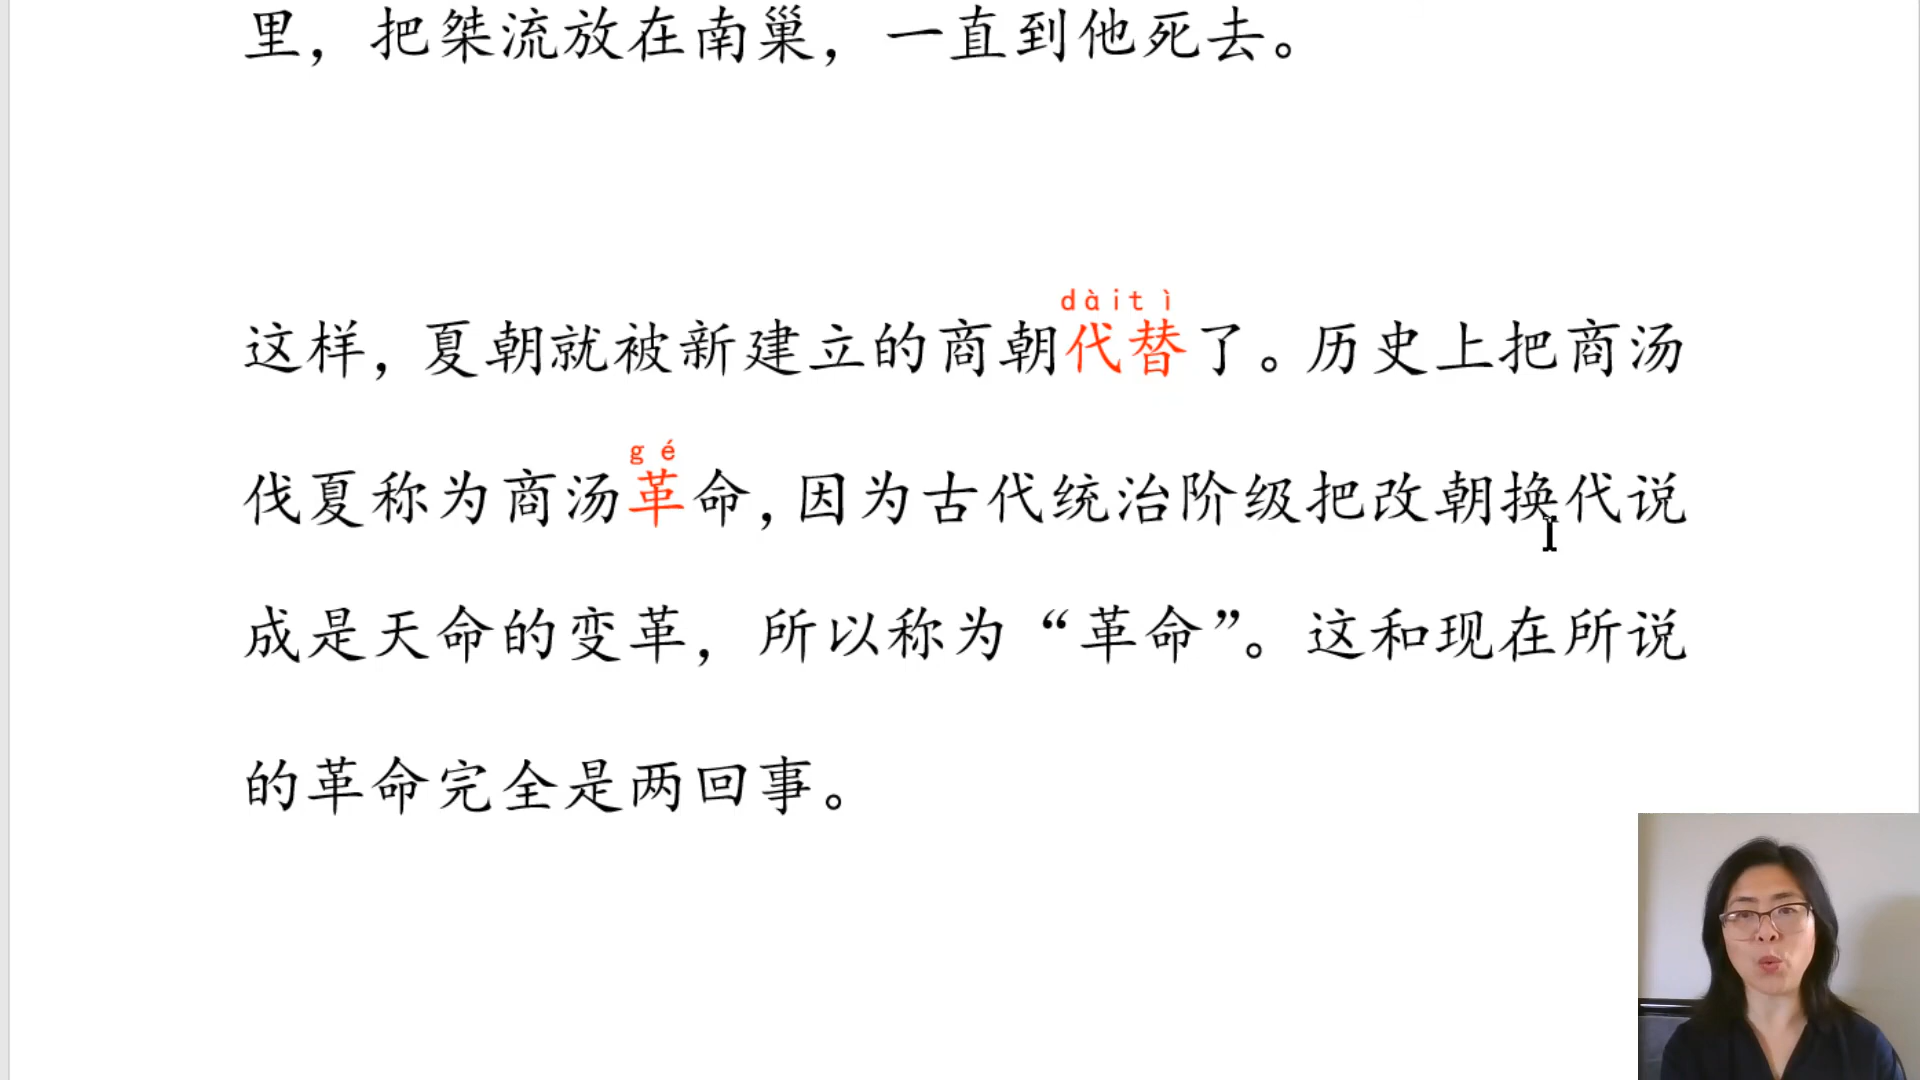 里，把桀流放在南巢，一直到他死去。
dàitì
这样，夏朝就被新建立的商朝代替了。历史上把商汤
gé
伐夏称为商汤革命，因为古代统治阶级把改朝换代说
成是天命的变革，所以称为“革命”。这和现在所说
的革命完全是两回事。